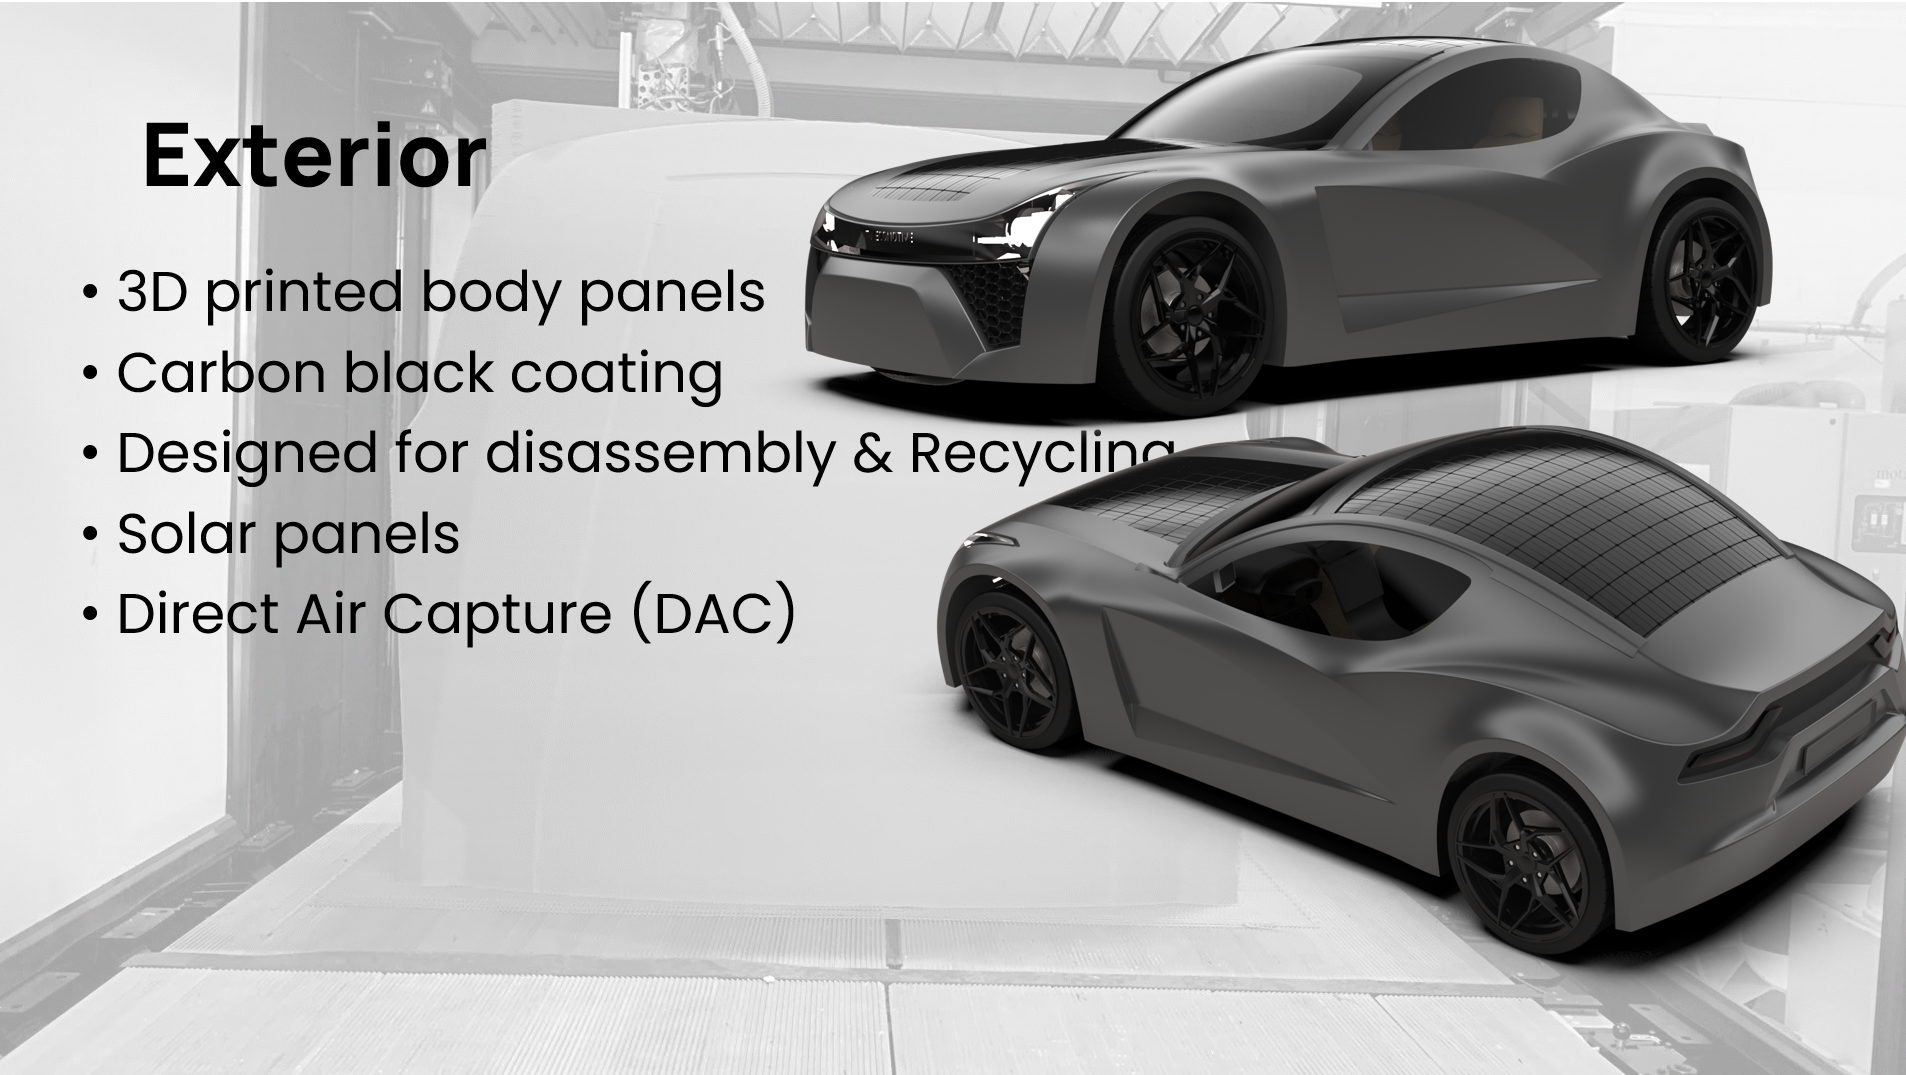 Exterior
• 3D printed body panels
• Carbon black coating
• Designed for disassembly & Recycling
• Solar panels
• Direct Air Capture (DAC)